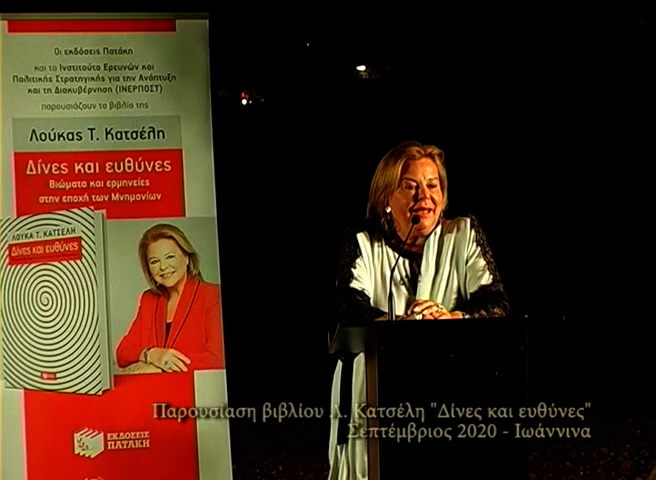 Οι εκδόσεις Πατάκη
και το Ινστιτούτο Ερευνών και
Πολιτικής Στρατηγικής για την Ανάπτυξη
και τη Διακυβέρνηση (ΙΝΕΡΠΟΣΤ)
παρουσιάζουν το βιβλίο της
Λούκας Τ. Κατσέλη
Δίνες και ευθύνες
Βιώματα και ερμηνείες
στην εποχή των Μνημονίων
ΛΟΥΚΑ Τ. ΚΑΤΣΕΛΗ
Δίνες και ευθύνες
ΕΚΔΟΣΕΙΣ
ΠΑΤΑΚΗ
Παρουσίαση βιβλίου Λ. Κατσέλη "Δίνες και ευθύνες"
Σεπτέμβριος 2020 - Ιωάννινα